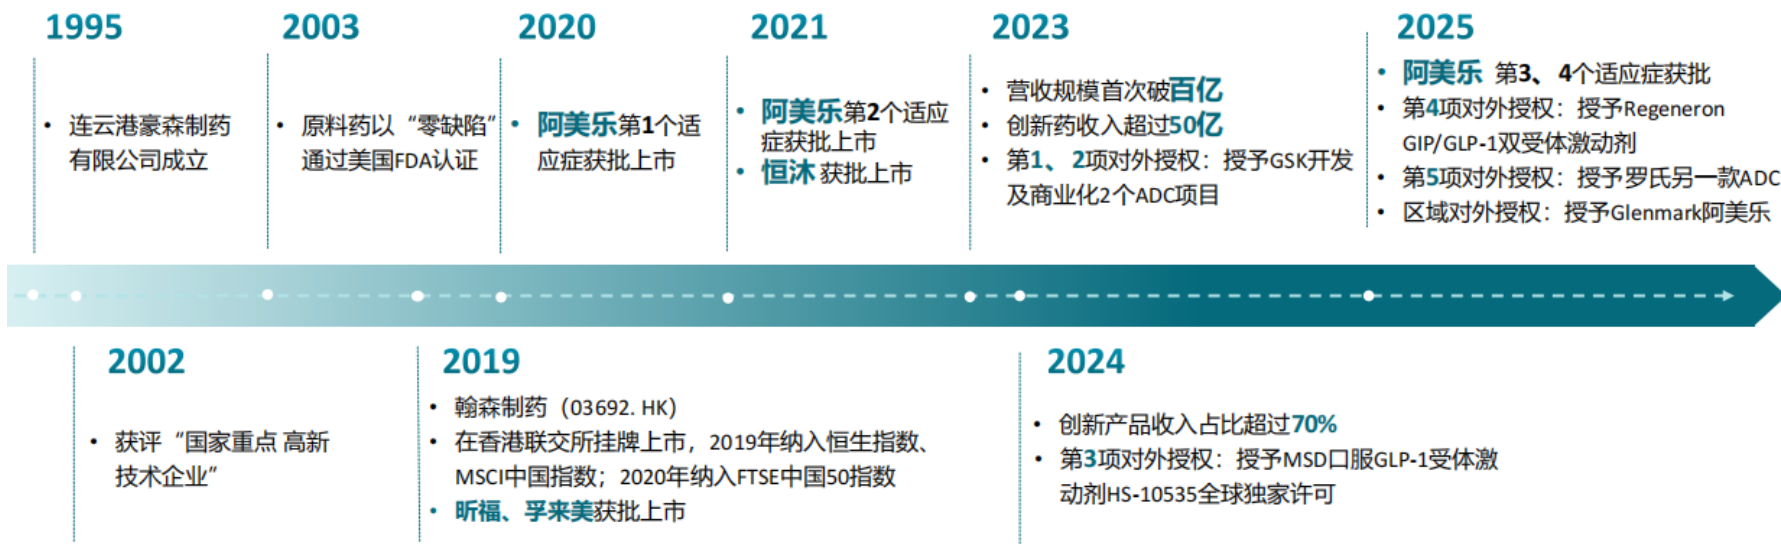 1995
• 连云港豪森制药
有限公司成立
2003
• 原料药以“零缺陷”
通过美国FDA认证
2020
• 阿美乐第1个适
应症获批上市
2021
• 阿美乐第2个适应
症获批上市
• 恒沐 获批上市
2023
• 营收规模首次破百亿
• 创新药收入超过50亿
• 第1、2项对外授权：授予GSK开发
及商业化2个ADC项目
2025
• 阿美乐 第3、4个适应症获批
• 第4项对外授权：授予Regeneron
GIP/GLP-1双受体激动剂
• 第5项对外授权：授予罗氏另一款ADC
• 区域对外授权：授予Glenmark阿美乐
2002
• 获评“国家重点 高新
技术企业”
2019
• 翰森制药（03692. HK）
• 在香港联交所挂牌上市，2019年纳入恒生指数、
MSCI中国指数；2020年纳入FTSE中国50指数
• 昕福、孚来美获批上市
2024
• 创新产品收入占比超过70%
• 第3项对外授权：授予MSD口服GLP-1受体激
动剂HS-10535全球独家许可